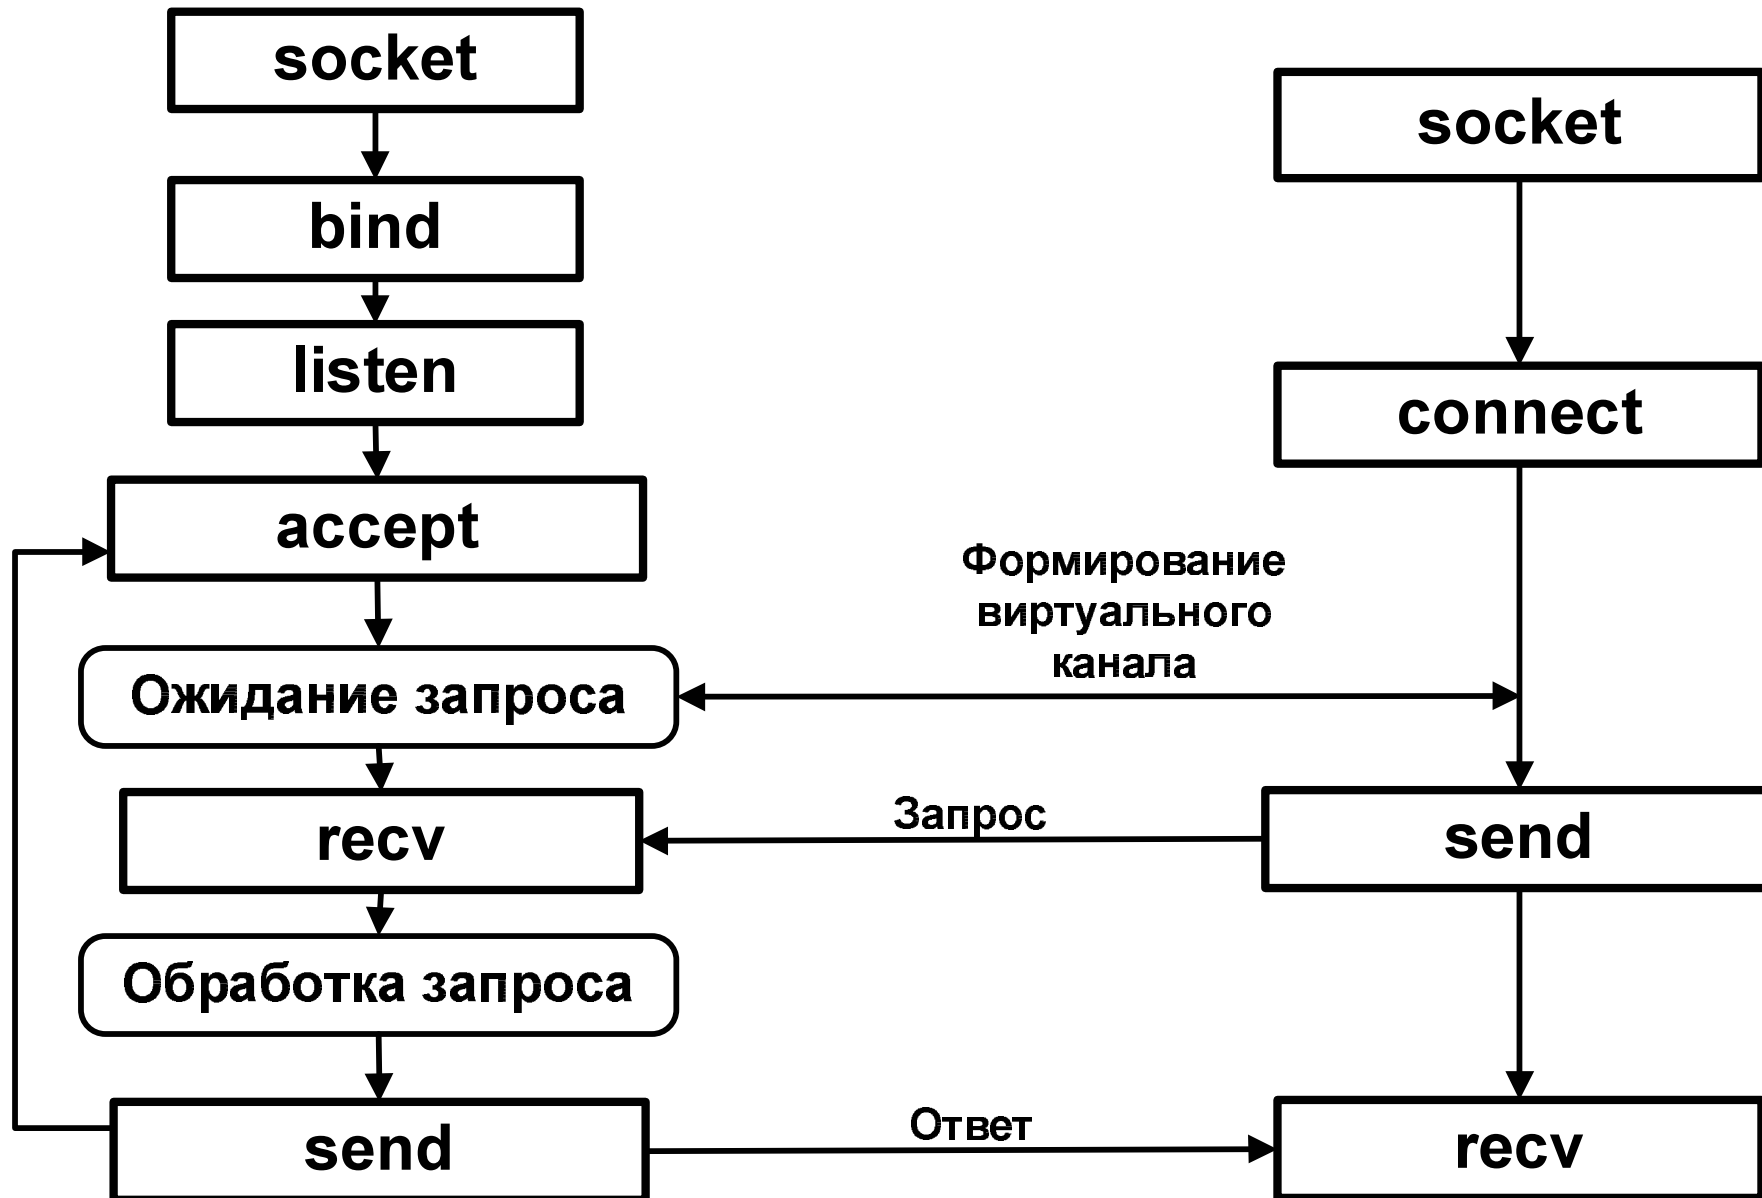 socket
socket
bind
listen
connect
accept
Формирование
виртуального
канала
Ожидание запроса
Запрос
recv
send
Обработка запроса
Ответ
send
recv